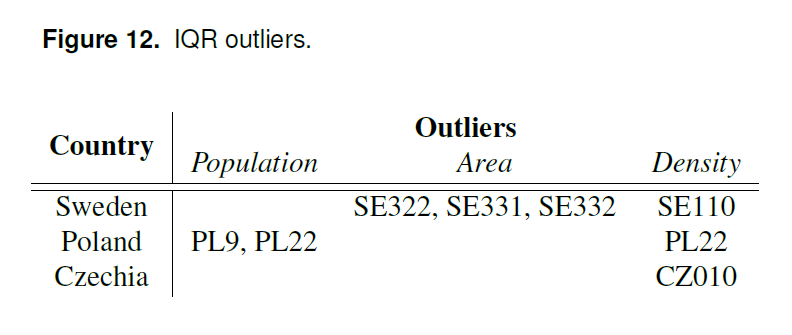 Figure 12. IQR outliers.
Outliers
Country
Population Area Density
Sweden SE322, SE331, SE332 SE110
Poland PL9, PL22 PL22
Czechia CZ010